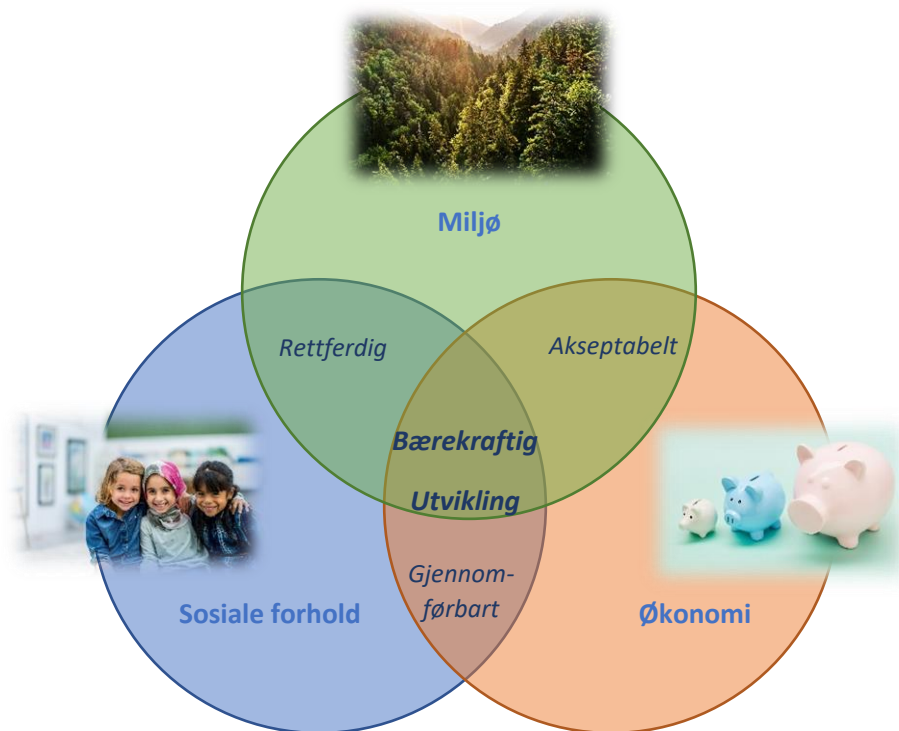 Miljø
Rettferdig
Akseptabelt
Bærekraftig
Utvikling
Gjennom-
førbart
Sosiale forhold
Økonomi